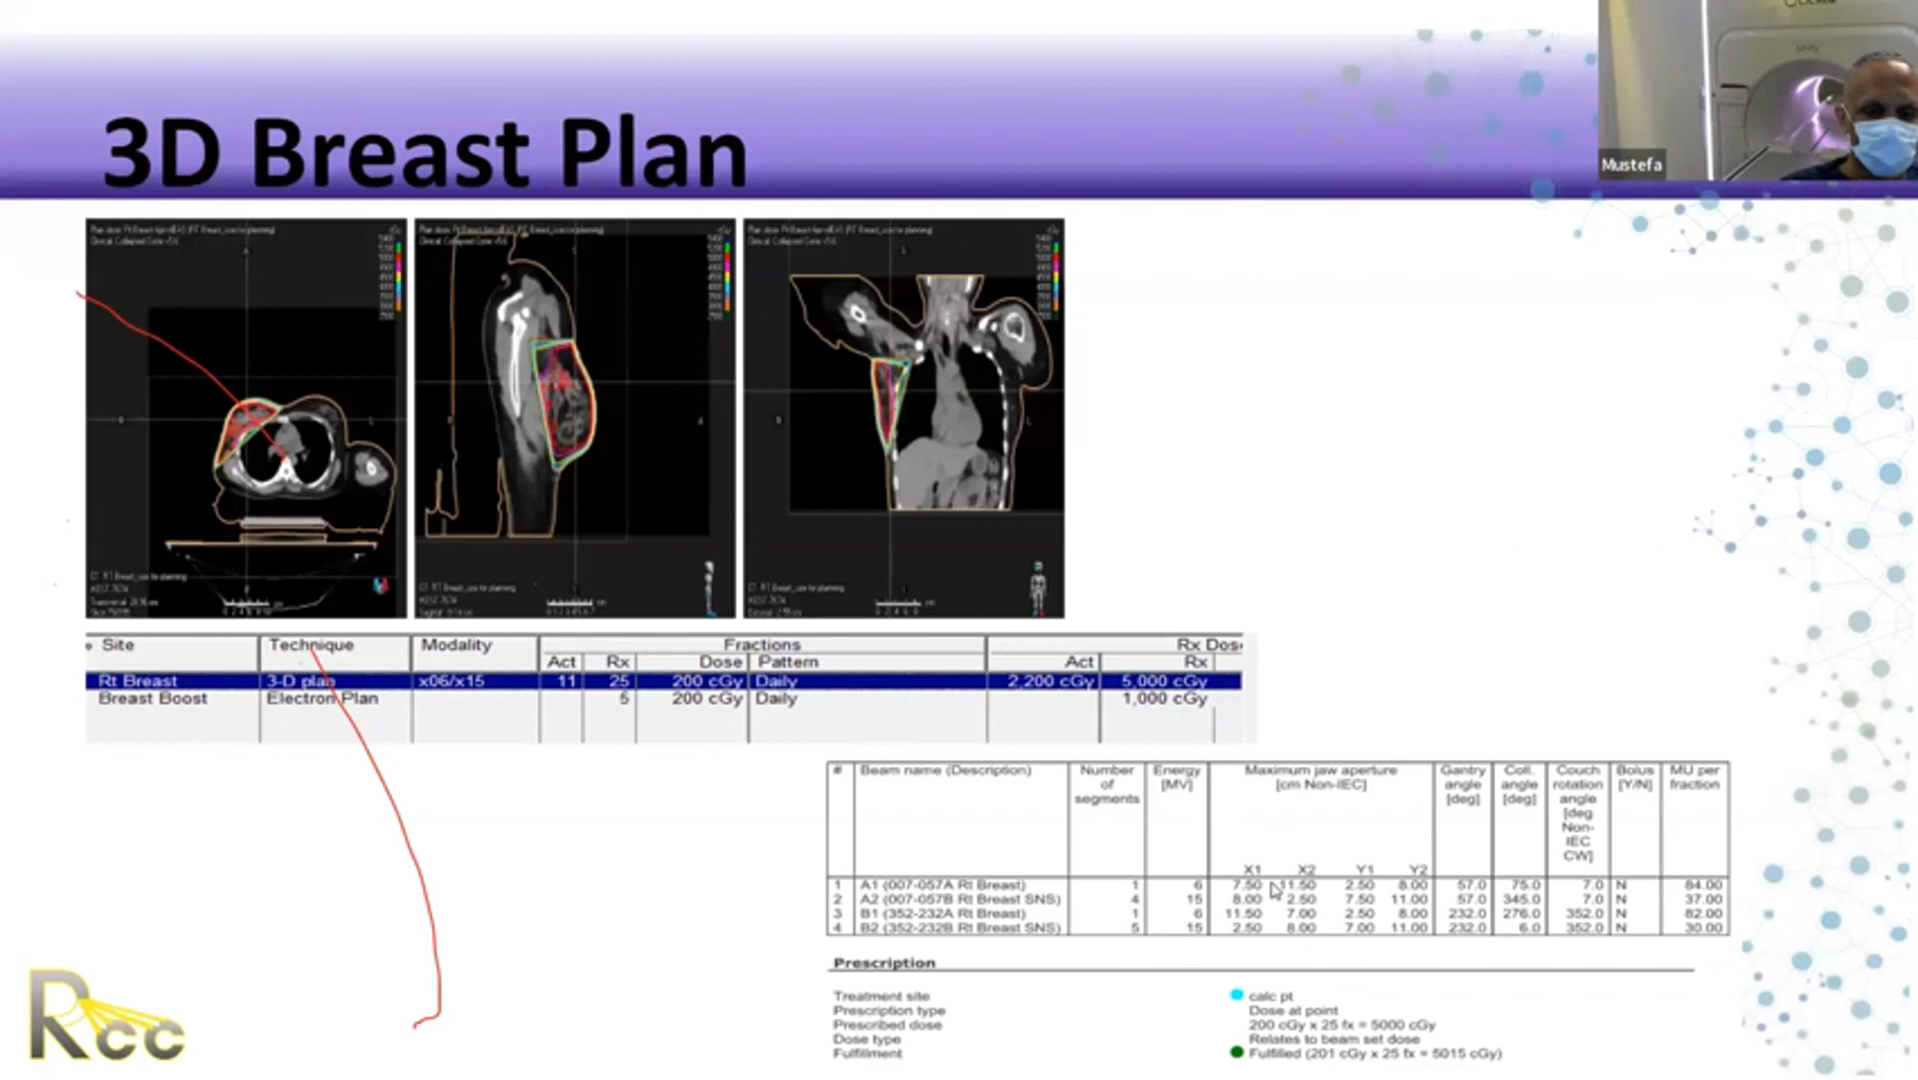 3D Breast Plan
Unity
Mustefa
Site Technique Modality Fractions Rx Dos
Act Rx Dose Pattern Act Rx
Rt Breast 3-D plan x06/x15 11 25 200 cGy Daily 2,200 cGy 5,000 cGy
Breast Boost Electron Plan 5 200 cGy Daily 1,000 cGy
# Beam name (Description) Number of segments Energy [MV] Maximum jaw aperture [cm Non-IEC] Gantry angle [deg] Coll. angle [deg] Couch rotation angle [deg Non-IEC CW] Bolus [Y/N] MU per fraction
X1 X2 Y1 Y2
1 A1 (007-057A Rt Breast) 1 6 7.50 11.50 2.50 8.00 57.0 75.0 7.0 N 84.00
2 A2 (007-057B Rt Breast SNS) 4 15 8.00 2.50 7.50 11.00 57.0 345.0 7.0 N 37.00
3 B1 (352-232A Rt Breast) 1 6 11.50 7.00 2.50 8.00 232.0 276.0 352.0 N 82.00
4 B2 (352-232B Rt Breast SNS) 5 15 2.50 8.00 7.00 11.00 232.0 6.0 352.0 N 30.00
Prescription
Treatment site calc pt
Prescription type Dose at point
Prescribed dose 200 cGy x 25 fx = 5000 cGy
Dose type Relates to beam set dose
Fulfillment Fulfilled (201 cGy x 25 fx = 5015 cGy)
Rcc